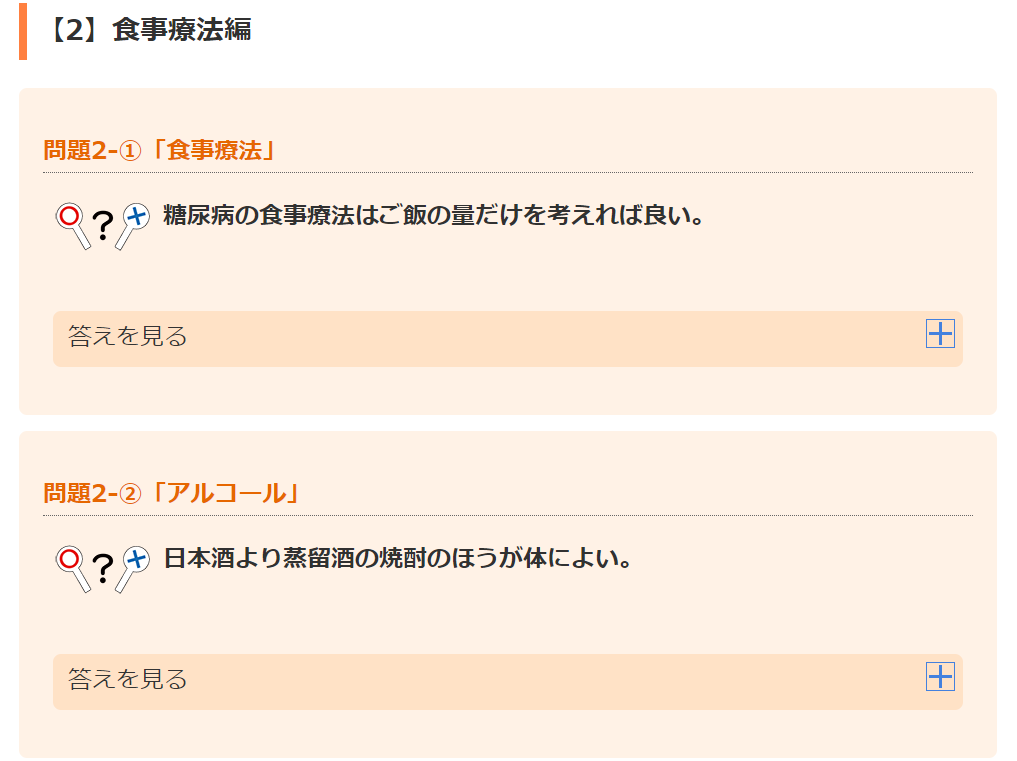 【2】食事療法編
問題2-①「食事療法」
? 糖尿病の食事療法はご飯の量だけを考えれば良い。
答えを見る
問題2-②「アルコール」
? 日本酒より蒸留酒の焼酎のほうが体によい。
答えを見る